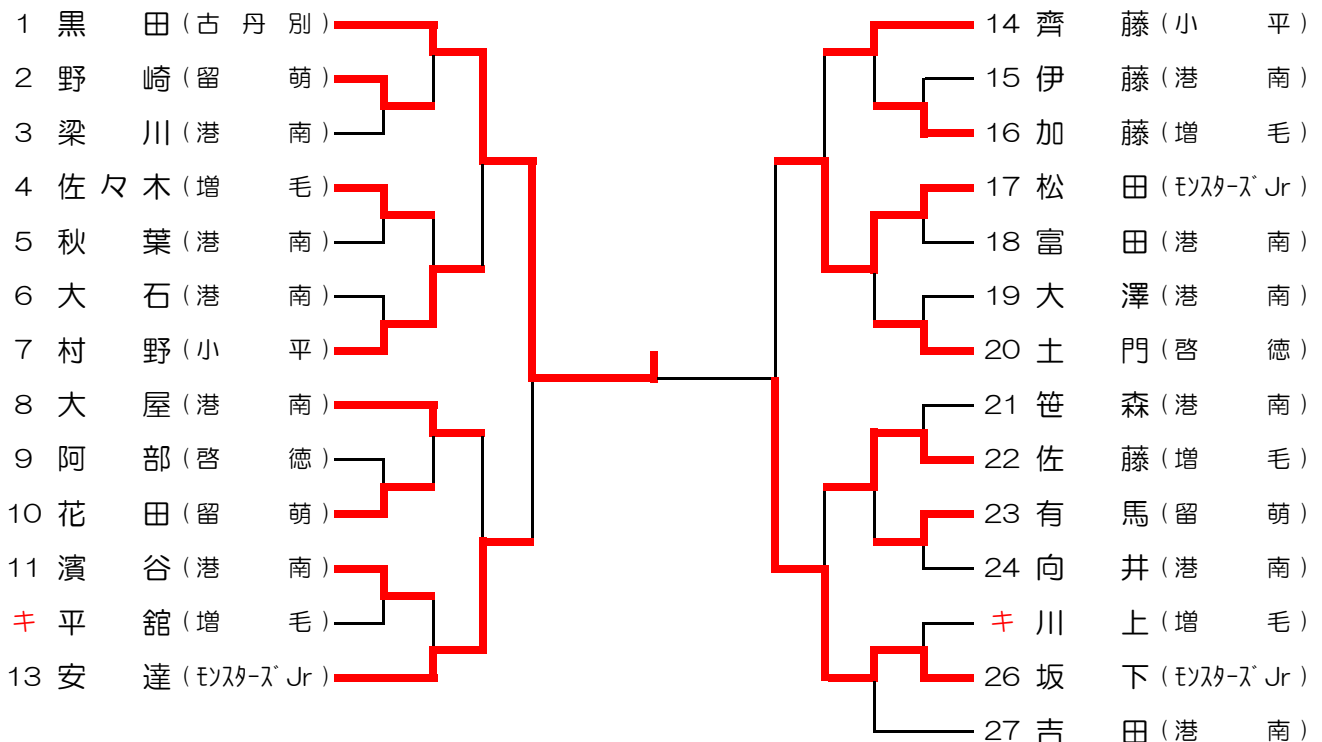 1 黒田(古丹別)
2 野崎(留萌)
3 梁川(港南)
4 佐々木(増毛)
5 秋葉(港南)
6 大石(港南)
7 村野(小平)
8 大屋(港南)
9 阿部(啓徳)
10 花田(留萌)
11 濱谷(港南)
キ 平舘(増毛)
13 安達(ﾓﾝｽﾀｰｽﾞJr)
14 齊藤(小平)
15 伊藤(港南)
16 加藤(増毛)
17 松田(ﾓﾝｽﾀｰｽﾞJr)
18 富田(港南)
19 大澤(港南)
20 土門(啓徳)
21 笹森(港南)
22 佐藤(増毛)
23 有馬(留萌)
24 向井(港南)
キ 川上(増毛)
26 坂下(ﾓﾝｽﾀｰｽﾞJr)
27 吉田(港南)